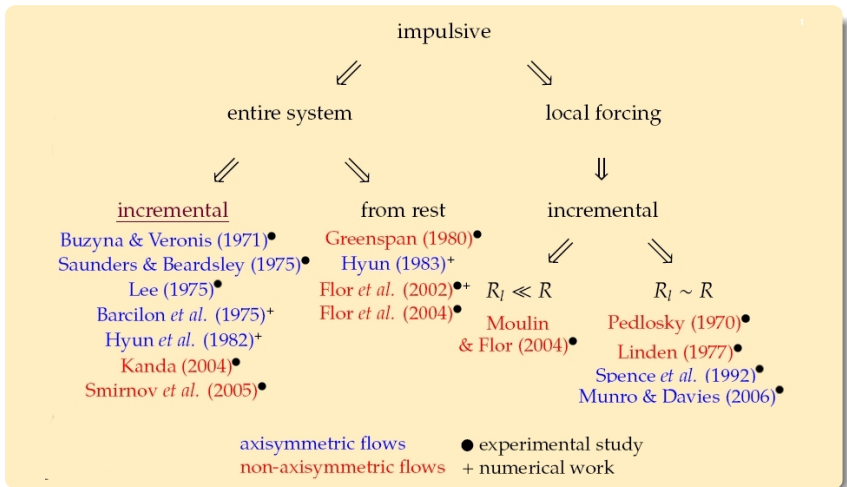 impulsive
⇙ ⇘
entire system
local forcing
⇙ ⇘ ⇓
incremental
Buzyna & Veronis (1971)●
Saunders & Beardsley (1975)●
Lee (1975)●
Barcilon et al. (1975)+
Hyun et al. (1982)+
Kanda (2004)●
Smirnov et al. (2005)●
from rest
Greenspan (1980)●
Hyun (1983)+
Flor et al. (2002)●+
Flor et al. (2004)●
incremental
⇙ ⇘
R_l ≪ R
Moulin
& Flor (2004)●
R_l ~ R
Pedlosky (1970)●
Linden (1977)●
Spence et al. (1992)●
Munro & Davies (2006)●
axisymmetric flows
non-axisymmetric flows
● experimental study
+ numerical work